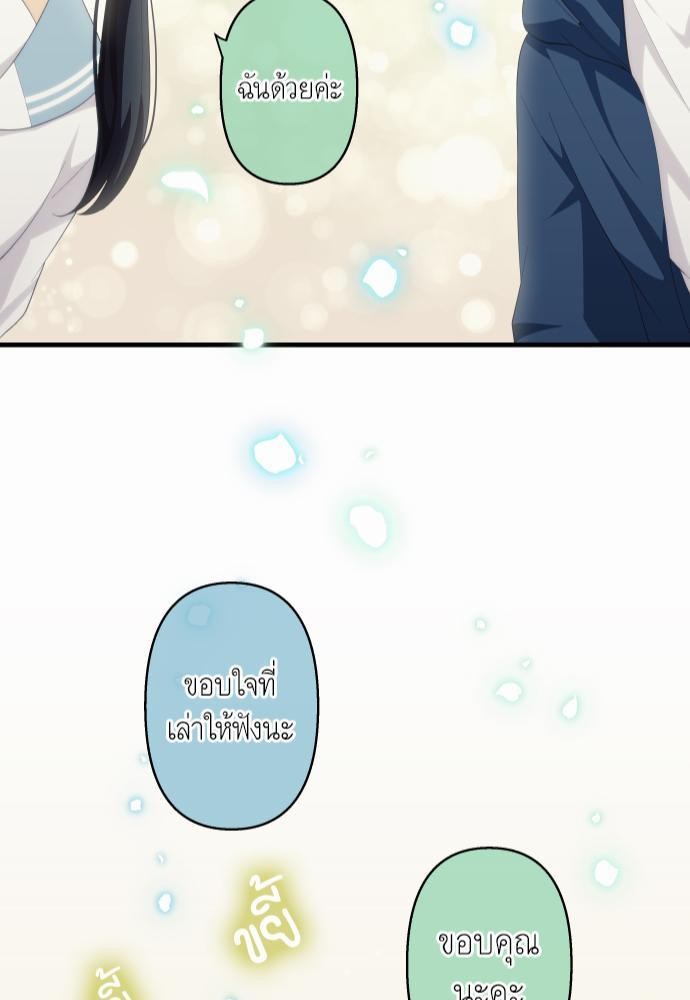 ฉันด้วยค่ะ
ขอบใจที่
เล่าให้ฟังนะ
ขยี้
ขอบคุณ
นะคะ